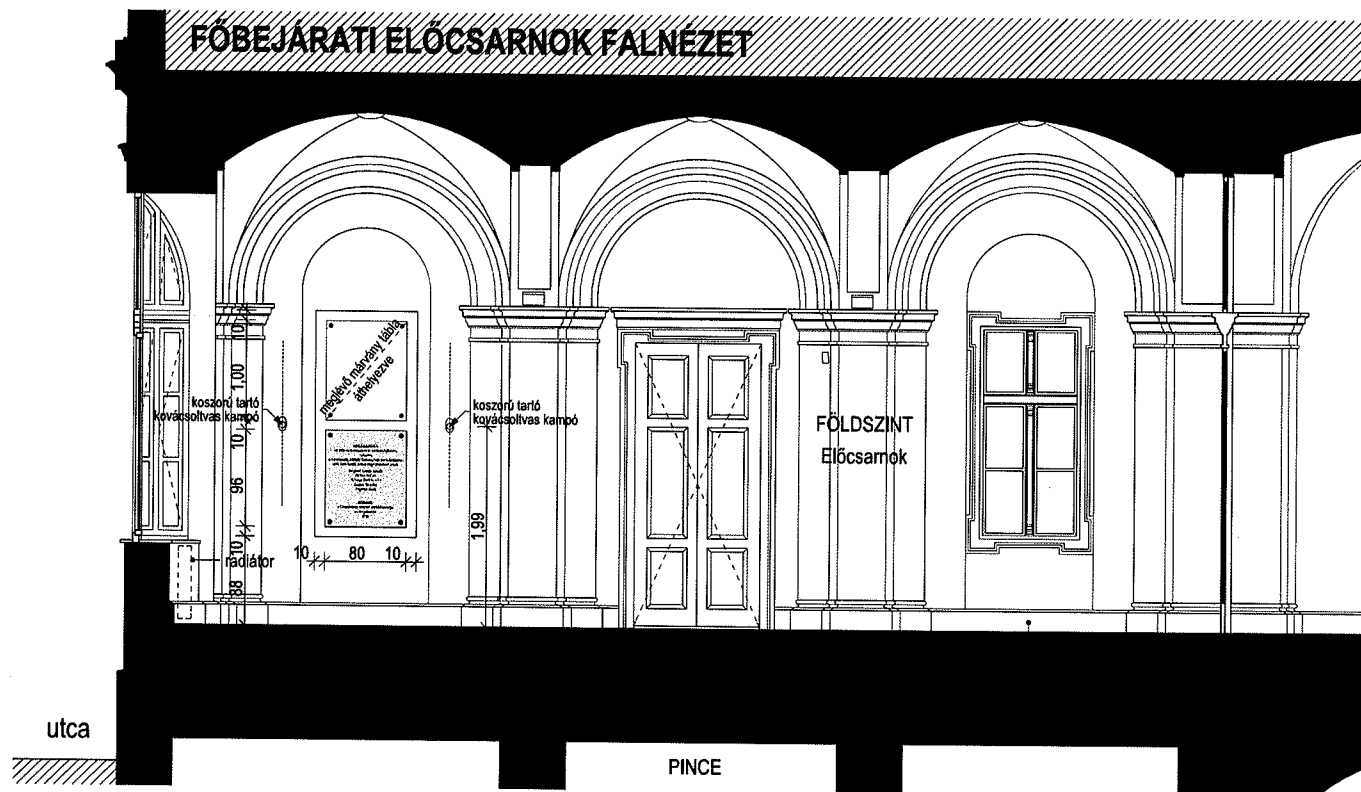 FŐBEJÁRATI ELŐCSARNOK FALNÉZET
meglévő márvány tábla
áthelyezve
koszorú tartó
kovácsoltvas kampó
koszorú tartó
kovácsoltvas kampó
FÖLDSZINT
Előcsarnok
10
1,00
10
96
10
88
1,99
10
80
10
radiátor
utca
PINCE